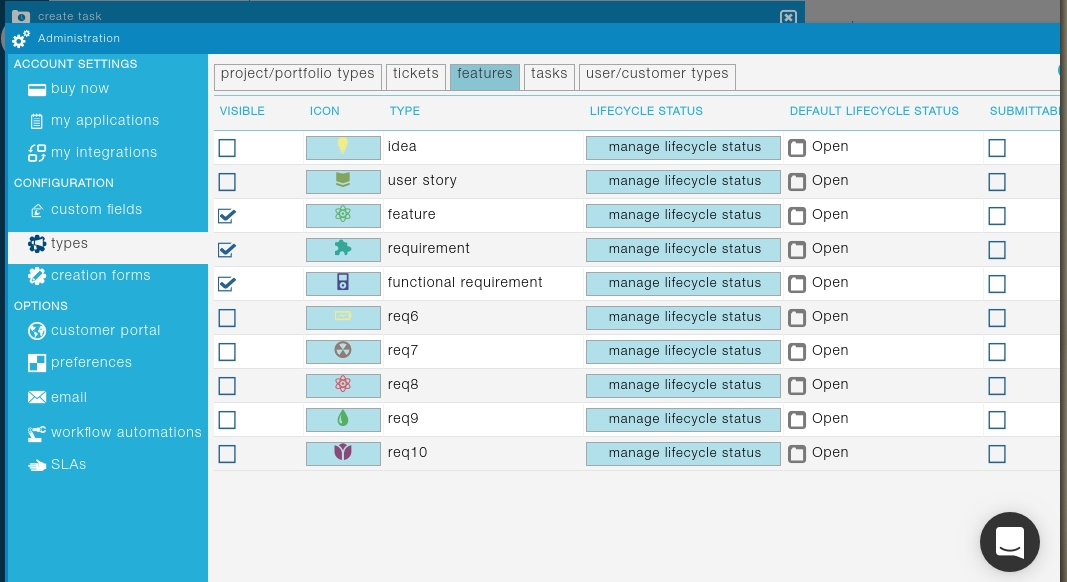 create task
Administration
ACCOUNT SETTINGS
buy now
my applications
my integrations
CONFIGURATION
custom fields
types
creation forms
OPTIONS
customer portal
preferences
email
workflow automations
SLAs
project/portfolio types tickets features tasks user/customer types
VISIBLE ICON TYPE LIFECYCLE STATUS DEFAULT LIFECYCLE STATUS
idea manage lifecycle status Open
user story manage lifecycle status Open
feature manage lifecycle status Open
requirement manage lifecycle status Open
functional requirement manage lifecycle status Open
req6 manage lifecycle status Open
req7 manage lifecycle status Open
req8 manage lifecycle status Open
req9 manage lifecycle status Open
req10 manage lifecycle status Open